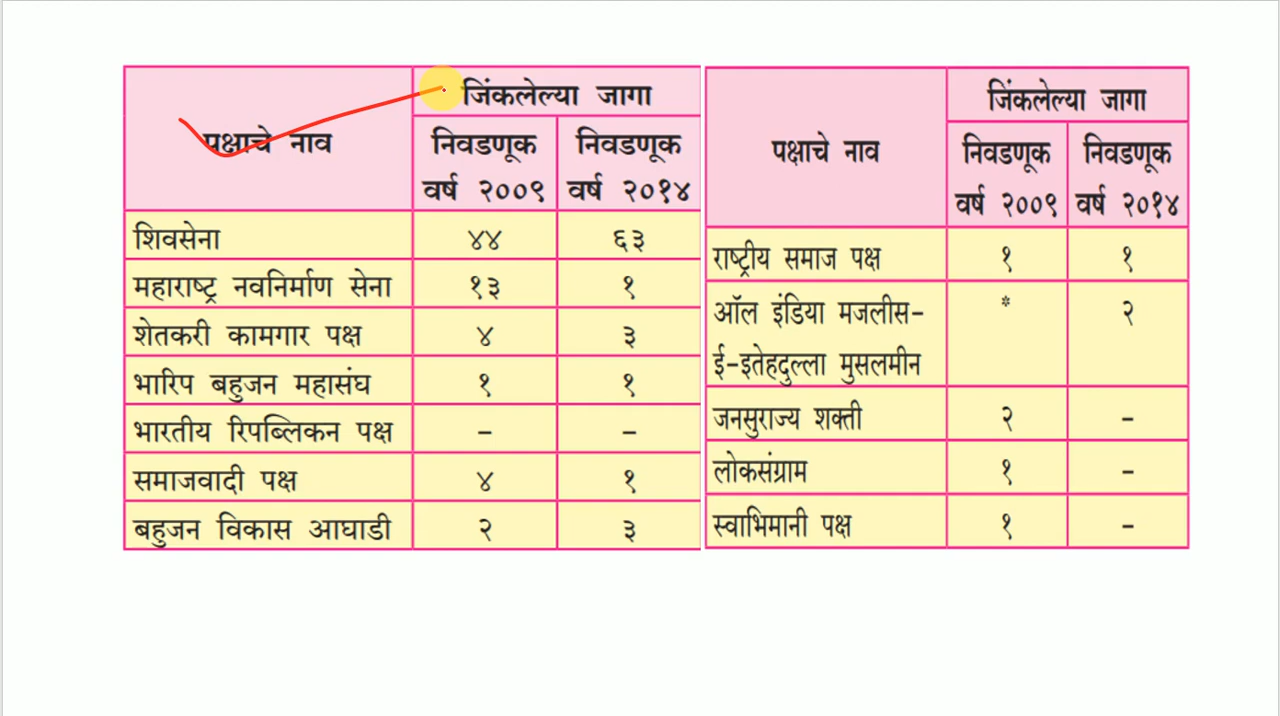 पक्षाचे नाव
जिंकलेल्या जागा
निवडणूक वर्ष २००९
निवडणूक वर्ष २०१४
शिवसेना ४४ ६३
महाराष्ट्र नवनिर्माण सेना १३ १
शेतकरी कामगार पक्ष ४ ३
भारिप बहुजन महासंघ १ १
भारतीय रिपब्लिकन पक्ष – –
समाजवादी पक्ष ४ १
बहुजन विकास आघाडी २ ३
पक्षाचे नाव
जिंकलेल्या जागा
निवडणूक वर्ष २००९
निवडणूक वर्ष २०१४
राष्ट्रीय समाज पक्ष १ १
ऑल इंडिया मजलीस– * २
ई–इतेहदुल्ला मुसलमीन
जनसुराज्य शक्ती २ –
लोकसंग्राम १ –
स्वाभिमानी पक्ष १ –